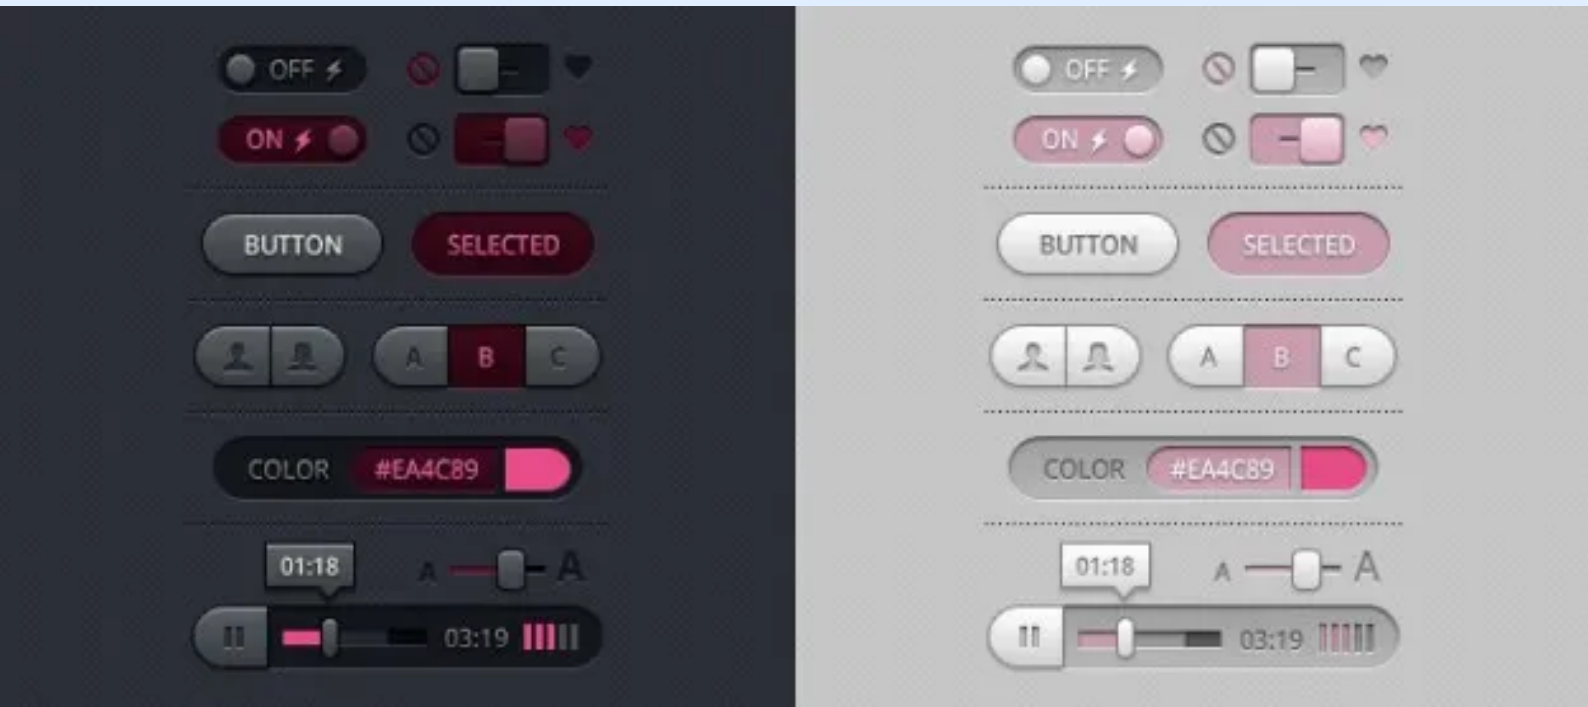 OFF
ON
BUTTON SELECTED
A B C
COLOR #EA4C89
01:18 A A
03:19
OFF
ON
BUTTON SELECTED
A B C
COLOR #EA4C89
01:18 A A
03:19